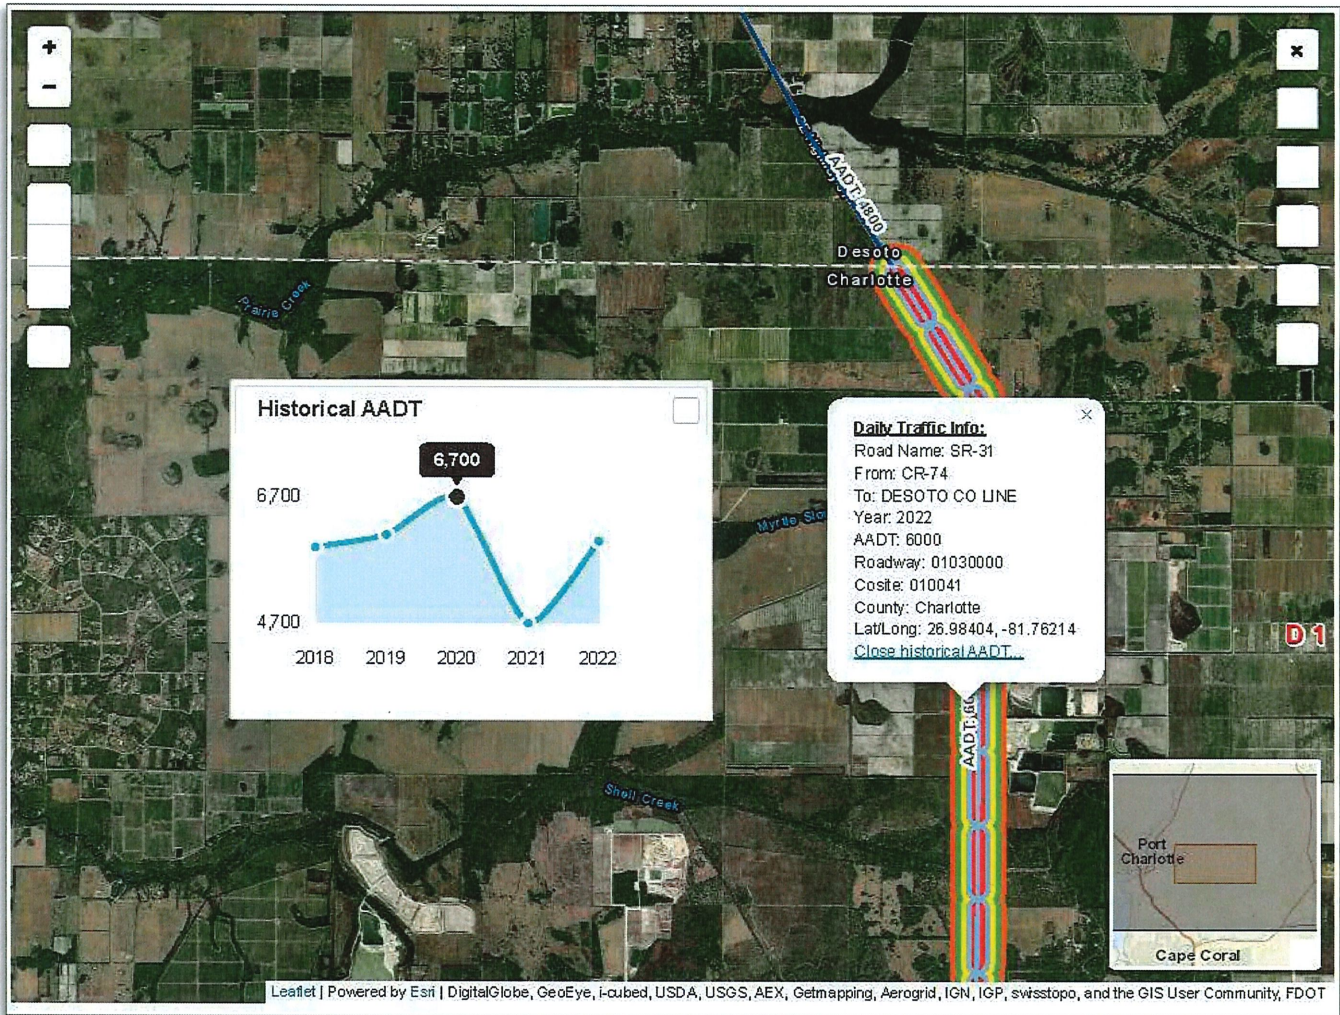 +
−
×
AADT: 4800
Desoto
Charlotte
Prairie Creek
Historical AADT
6,700
6,700
4,700
2018 2019 2020 2021 2022
×
Daily Traffic Info:
Road Name: SR-31
From: CR-74
To: DESOTO CO LINE
Year: 2022
AADT: 6000
Roadway: 01030000
Cosite: 010041
County: Charlotte
Lat/Long: 26.98404, -81.76214
Close historical AADT...
Myrtle Slo
D 1
AADT: 60
Shell Creek
Port
Charlotte
Cape Coral
Leaflet | Powered by Esri | DigitalGlobe, GeoEye, i-cubed, USDA, USGS, AEX, Getmapping, Aerogrid, IGN, IGP, swisstopo, and the GIS User Community, FDOT